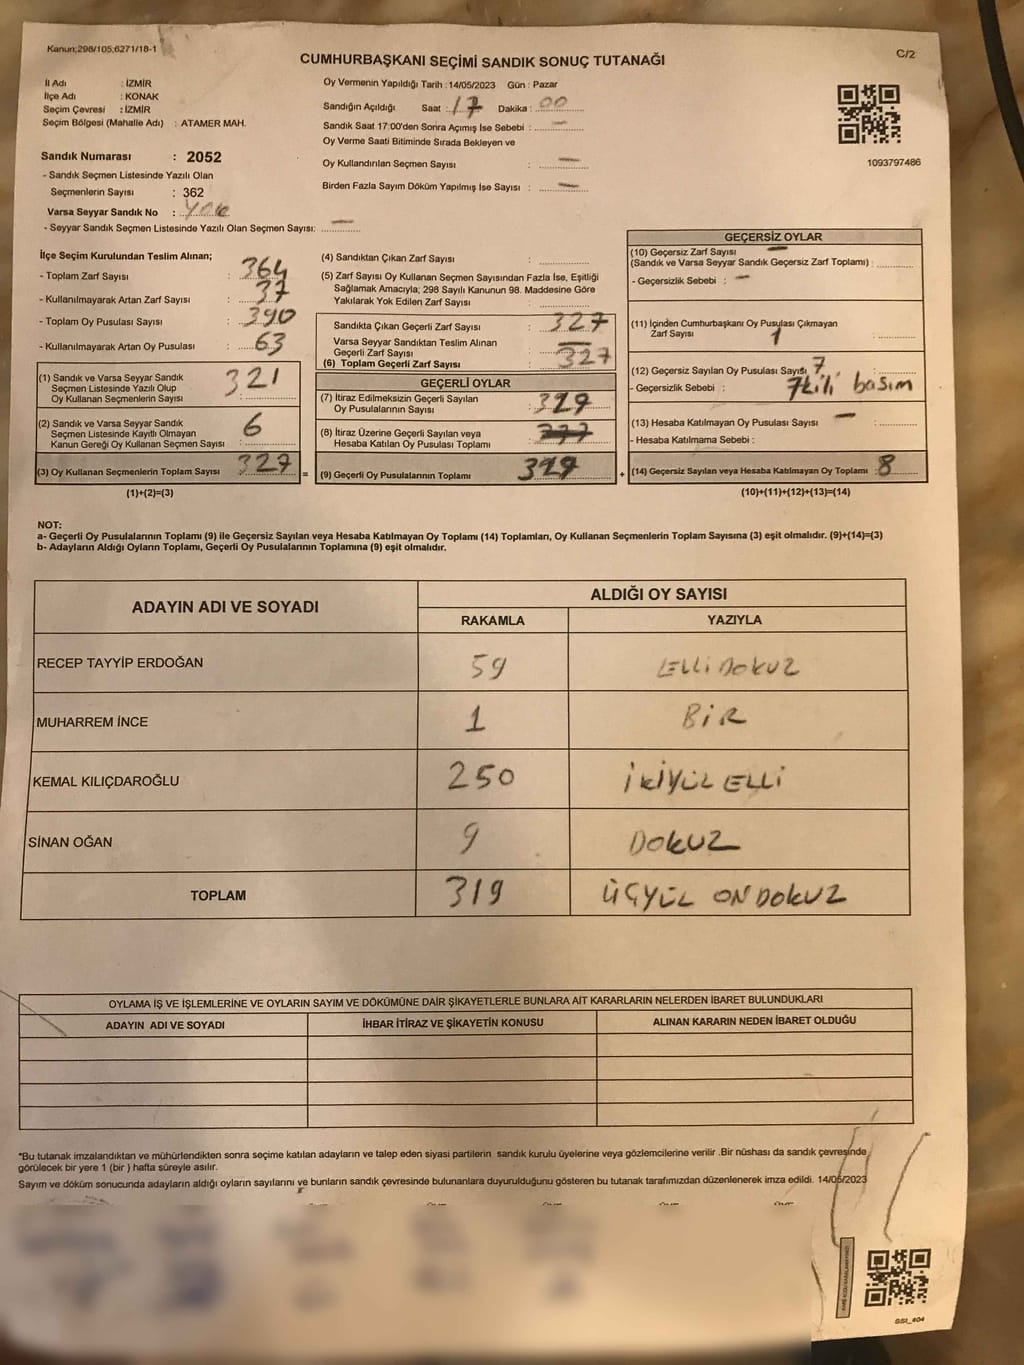 Kanun;298/105;6271/18-1
CUMHURBAŞKANI SEÇİMİ SANDIK SONUÇ TUTANAĞI
C/2
İl Adı : İZMİR
İlçe Adı : KONAK
Seçim Çevresi : İZMİR
Seçim Bölgesi (Mahalle Adı) : ATAMER MAH.
Oy Vermenin Yapıldığı Tarih :14/05/2023 Gün : Pazar
Sandığın Açıldığı Saat : 17 Dakika : 00
Sandık Saat 17:00'den Sonra Açımış İse Sebebi : —
Oy Verme Saati Bitiminde Sırada Bekleyen ve
Oy Kullandırılan Seçmen Sayısı : —
Birden Fazla Sayım Döküm Yapılmış İse Sayısı : —
1093797486
Sandık Numarası : 2052
- Sandık Seçmen Listesinde Yazılı Olan
Seçmenlerin Sayısı : 362
Varsa Seyyar Sandık No : yok
- Seyyar Sandık Seçmen Listesinde Yazılı Olan Seçmen Sayısı: —
İlçe Seçim Kurulundan Teslim Alınan;
- Toplam Zarf Sayısı : 364
- Kullanılmayarak Artan Zarf Sayısı : 37
- Toplam Oy Pusulası Sayısı : 390
- Kullanılmayarak Artan Oy Pusulası : 63
(1) Sandık ve Varsa Seyyar Sandık
Seçmen Listesinde Yazılı Olup
Oy Kullanan Seçmenlerin Sayısı : 321
(2) Sandık ve Varsa Seyyar Sandık
Seçmen Listesinde Kayıtlı Olmayan
Kanun Gereği Oy Kullanan Seçmen Sayısı : 6
(3) Oy Kullanan Seçmenlerin Toplam Sayısı : 327 =
(1)+(2)=(3)
(4) Sandıktan Çıkan Zarf Sayısı :
(5) Zarf Sayısı Oy Kullanan Seçmen Sayısından Fazla İse, Eşitliği
Sağlamak Amacıyla; 298 Sayılı Kanunun 98. Maddesine Göre
Yakılarak Yok Edilen Zarf Sayısı :
Sandıkta Çıkan Geçerli Zarf Sayısı : 327
Varsa Seyyar Sandıktan Teslim Alınan
Geçerli Zarf Sayısı : —
(6) Toplam Geçerli Zarf Sayısı : 327
GEÇERLİ OYLAR
(7) İtiraz Edilmeksizin Geçerli Sayılan
Oy Pusulalarının Sayısı : 319
(8) İtiraz Üzerine Geçerli Sayılan veya
Hesaba Katılan Oy Pusulası Toplamı :
(9) Geçerli Oy Pusulalarının Toplamı : 319 +
GEÇERSİZ OYLAR
(10) Geçersiz Zarf Sayısı —
(Sandık ve Varsa Seyyar Sandık Geçersiz Zarf Toplamı) :
- Geçersizlik Sebebi : —
(11) İçinden Cumhurbaşkanı Oy Pusulası Çıkmayan
Zarf Sayısı 1 :
(12) Geçersiz Sayılan Oy Pusulası Sayısı 7 :
- Geçersizlik Sebebi : basım
(13) Hesaba Katılmayan Oy Pusulası Sayısı — :
- Hesaba Katılmama Sebebi :
(14) Geçersiz Sayılan veya Hesaba Katılmayan Oy Toplamı : 8
(10)+(11)+(12)+(13)=(14)
NOT:
a- Geçerli Oy Pusulalarının Toplamı (9) ile Geçersiz Sayılan veya Hesaba Katılmayan Oy Toplamı (14) Toplamları, Oy Kullanan Seçmenlerin Toplam Sayısına (3) eşit olmalıdır. (9)+(14)=(3)
b- Adayların Aldığı Oyların Toplamı, Geçerli Oy Pusulalarının Toplamına (9) eşit olmalıdır.
ADAYIN ADI VE SOYADI
ALDIĞI OY SAYISI
RAKAMLA YAZIYLA
RECEP TAYYİP ERDOĞAN 59 ELLİ DOKUZ
MUHARREM İNCE 1 BİR
KEMAL KILIÇDAROĞLU 250 İKİYÜZ ELLİ
SİNAN OĞAN 9 DOKUZ
TOPLAM 319 ÜÇYÜZ ON DOKUZ
OYLAMA İŞ VE İŞLEMLERİNE VE OYLARIN SAYIM VE DÖKÜMÜNE DAİR ŞİKAYETLERLE BUNLARA AİT KARARLARIN NELERDEN İBARET BULUNDUKLARI
ADAYIN ADI VE SOYADI İHBAR İTİRAZ VE ŞİKAYETİN KONUSU ALINAN KARARIN NEDEN İBARET OLDUĞU
*Bu tutanak imzalandıktan ve mühürlendikten sonra seçime katılan adayların ve talep eden siyasi partilerin sandık kurulu üyelerine veya gözlemcilerine verilir .Bir nüshası da sandık çevresinde
görülecek bir yere 1 (bir ) hafta süreyle asılır.
Sayım ve döküm sonucunda adayların aldığı oyların sayılarını ve bunların sandık çevresinde bulunanlara duyurulduğunu gösteren bu tutanak tarafımızdan düzenlenerek imza edildi. 14/05/2023